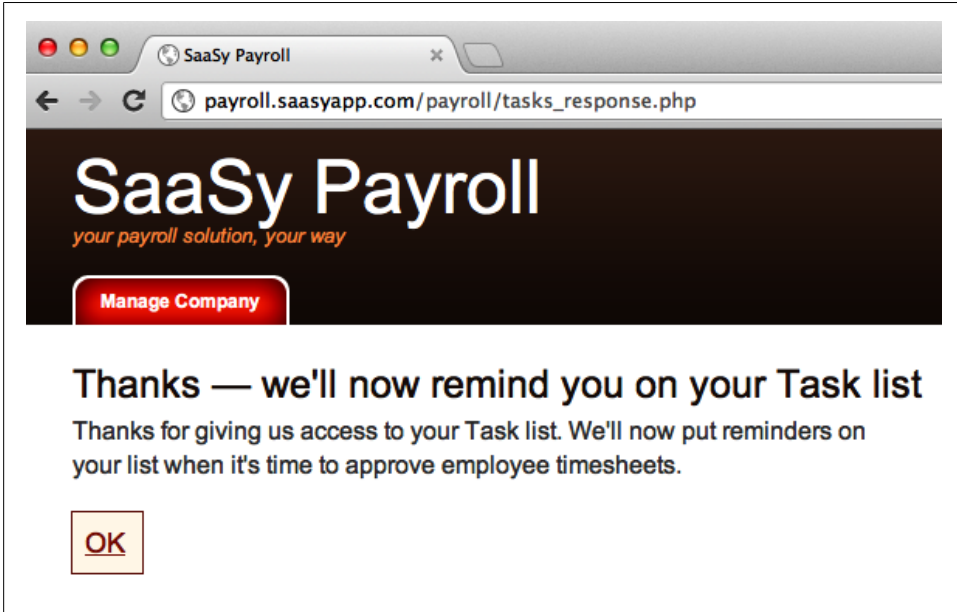 SaaSy Payroll
payroll.saasyapp.com/payroll/tasks_response.php
SaaSy Payroll
your payroll solution, your way
Manage Company
Thanks — we'll now remind you on your Task list
Thanks for giving us access to your Task list. We'll now put reminders on
your list when it's time to approve employee timesheets.
OK